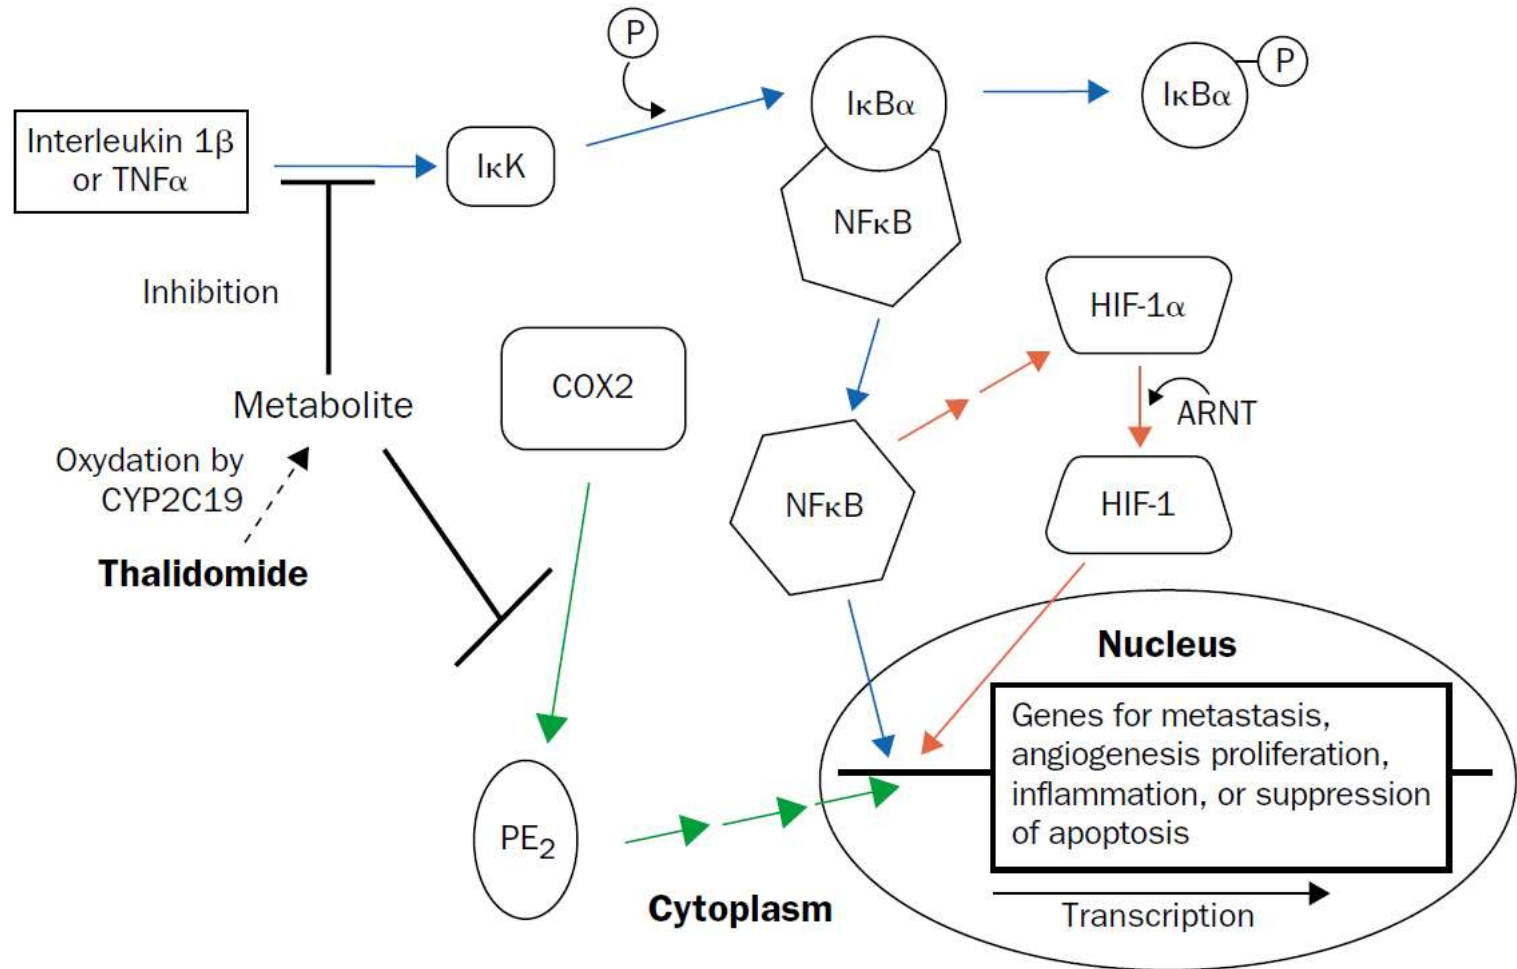 P
IκBα
P
IκBα
Interleukin 1β
or TNFα
IκK
NFκB
Inhibition
HIF-1α
COX2
Metabolite
ARNT
Oxydation by
CYP2C19
NFκB
HIF-1
Thalidomide
Nucleus
Genes for metastasis,
angiogenesis proliferation,
inflammation, or suppression
of apoptosis
PE2
Cytoplasm
Transcription